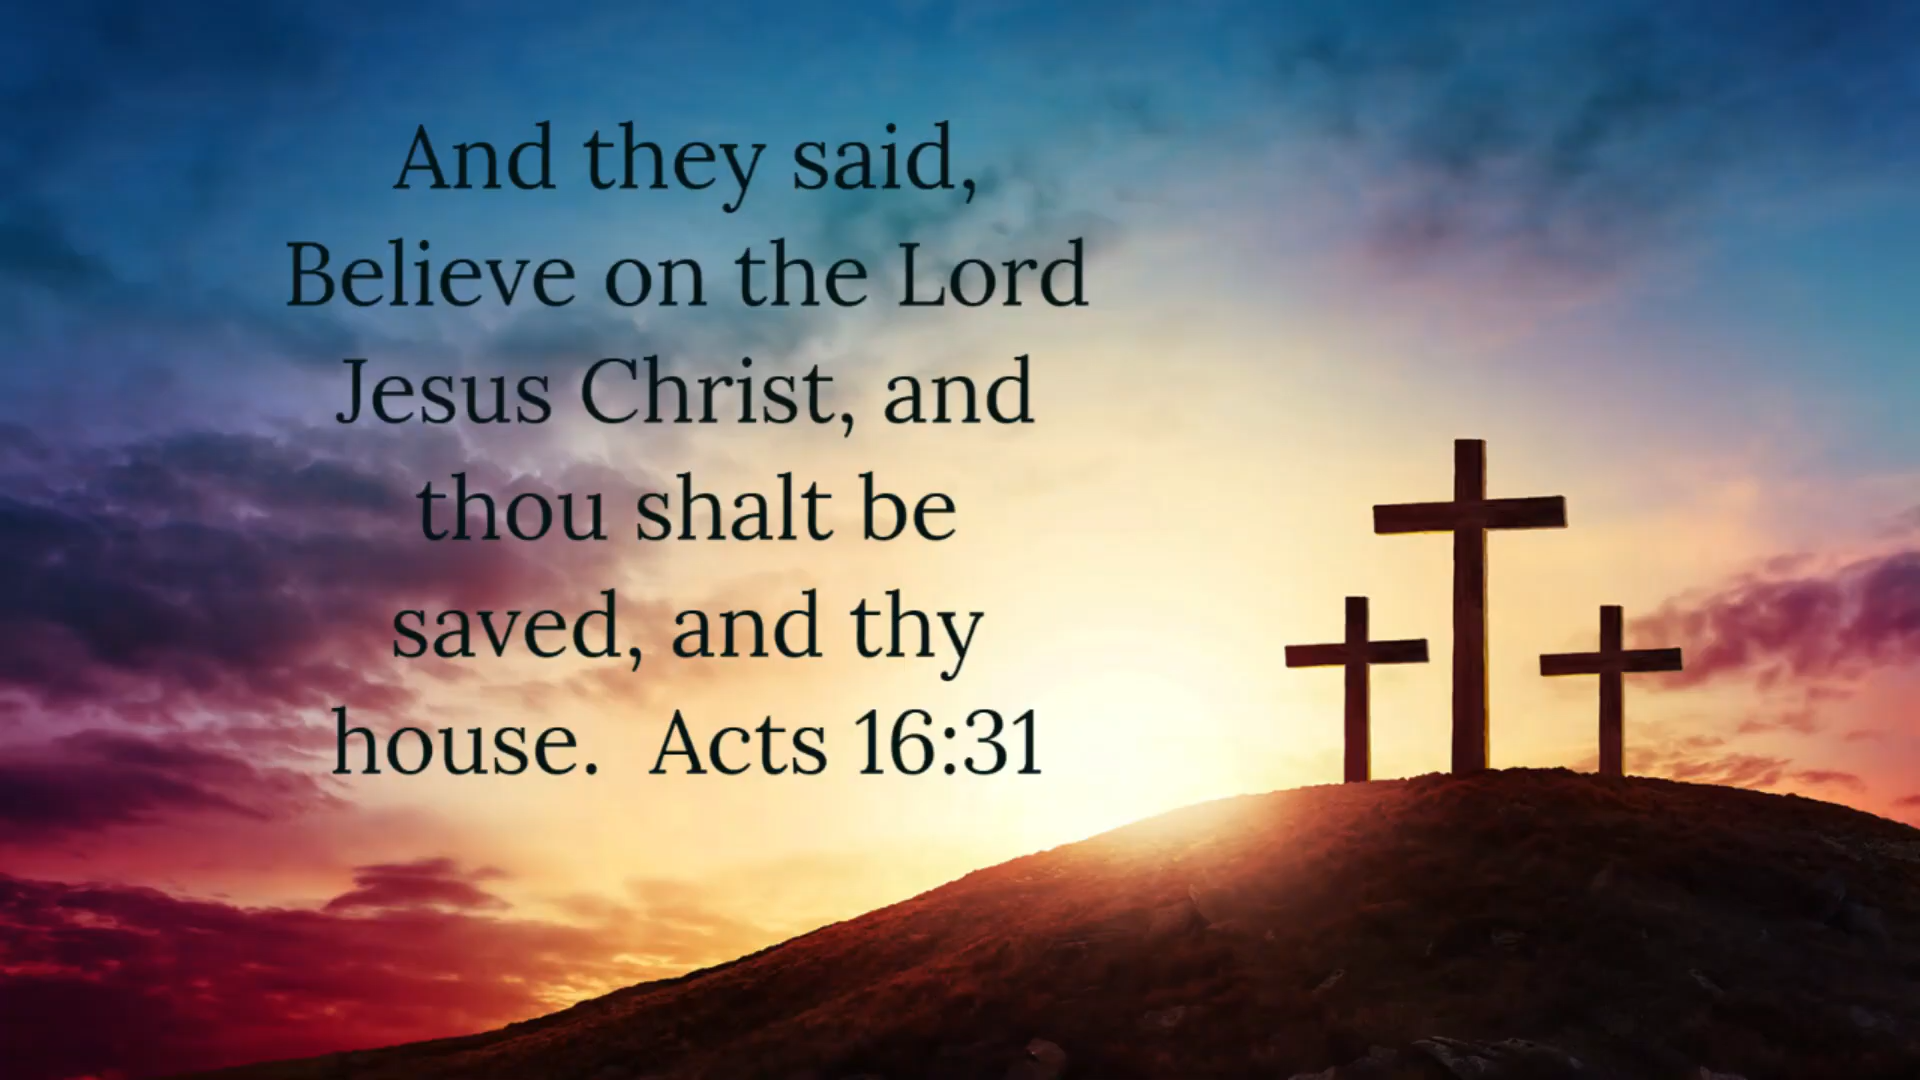 And they said,
Believe on the Lord
Jesus Christ, and
thou shalt be
saved, and thy
house.  Acts 16:31